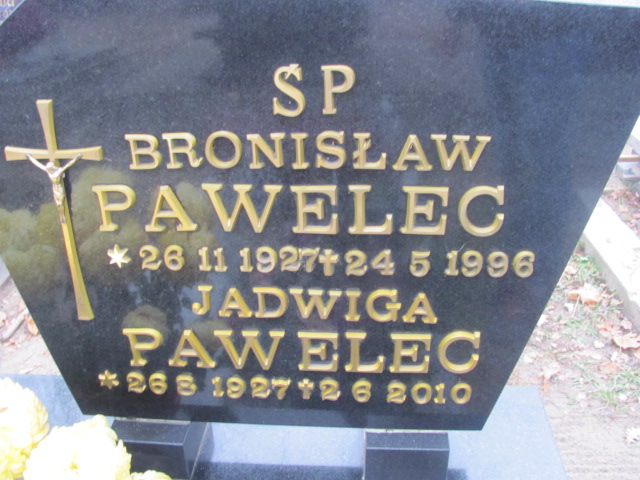 ŚP
BRONISŁAW
PAWELEC
* 26 11 1927 † 24 5 1996
JADWIGA
PAWELEC
* 26 8 1927 † 2 6 2010